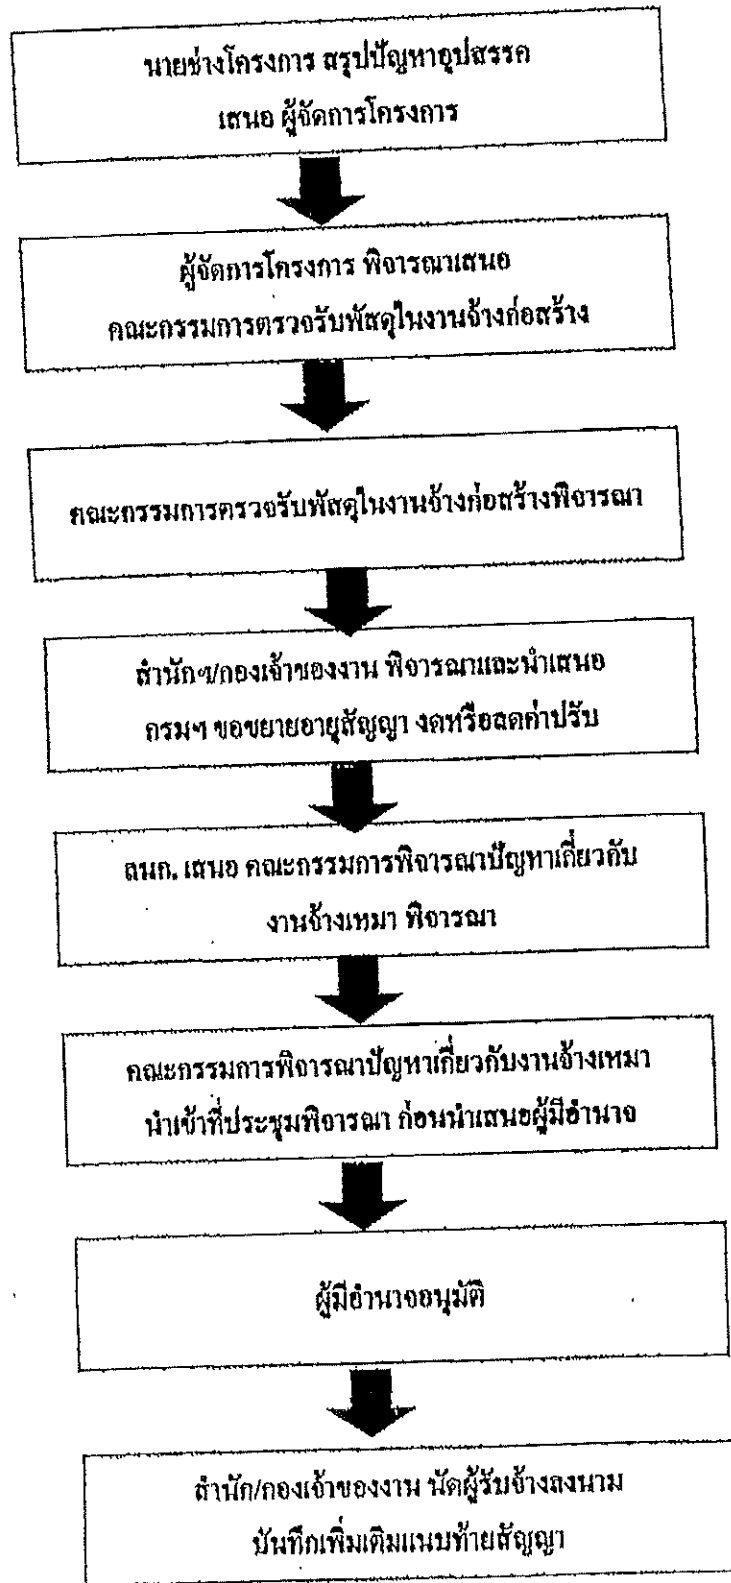 นายช่างโครงการ สรุปปัญหาอุปสรรค
เสนอ ผู้จัดการโครงการ
ผู้จัดการโครงการ พิจารณาเสนอ
คณะกรรมการตรวจรับพัสดุในงานจ้างก่อสร้าง
คณะกรรมการตรวจรับพัสดุในงานจ้างก่อสร้างพิจารณา
สำนักฯ/กองเจ้าของงาน พิจารณาและนำเสนอ
กรมฯ ขอขยายอายุสัญญา งดหรือลดค่าปรับ
สนก. เสนอ คณะกรรมการพิจารณาปัญหาเกี่ยวกับ
งานจ้างเหมา พิจารณา
คณะกรรมการพิจารณาปัญหาเกี่ยวกับงานจ้างเหมา
นำเข้าที่ประชุมพิจารณา ก่อนนำเสนอผู้มีอำนาจ
ผู้มีอำนาจอนุมัติ
สำนัก/กองเจ้าของงาน นัดผู้รับจ้างลงนาม
บันทึกเพิ่มเติมแนบท้ายสัญญา